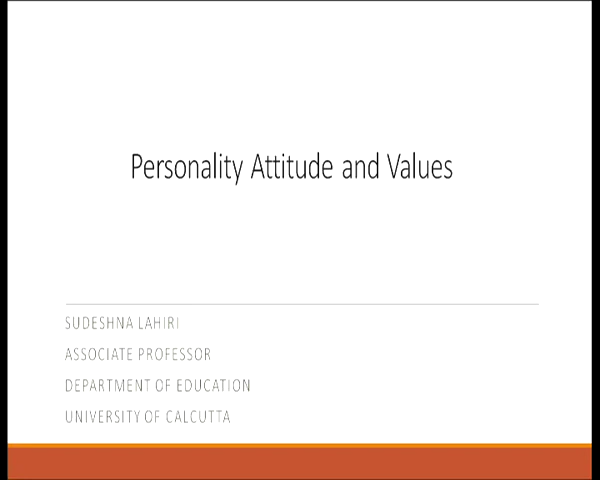 Personality Attitude and Values
SUDESHNA LAHIRI
ASSOCIATE PROFESSOR
DEPARTMENT OF EDUCATION
UNIVERSITY OF CALCUTTA